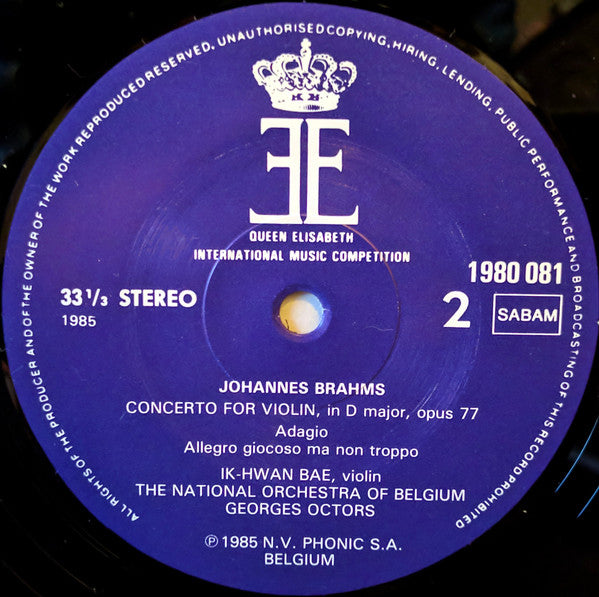 ALL RIGHTS OF THE PRODUCER AND OF THE OWNER OF THE WORK REPRODUCED RESERVED. UNAUTHORISED COPYING, HIRING, LENDING, PUBLIC PERFORMANCE AND BROADCASTING OF THIS RECORD PROHIBITED
EE
QUEEN ELISABETH
INTERNATIONAL MUSIC COMPETITION
33 1/3 STEREO
1985
1980 081
2
SABAM
JOHANNES BRAHMS
CONCERTO FOR VIOLIN, in D major, opus 77
Adagio
Allegro giocoso ma non troppo
IK-HWAN BAE, violin
THE NATIONAL ORCHESTRA OF BELGIUM
GEORGES OCTORS
℗ 1985 N.V. PHONIC S.A.
BELGIUM